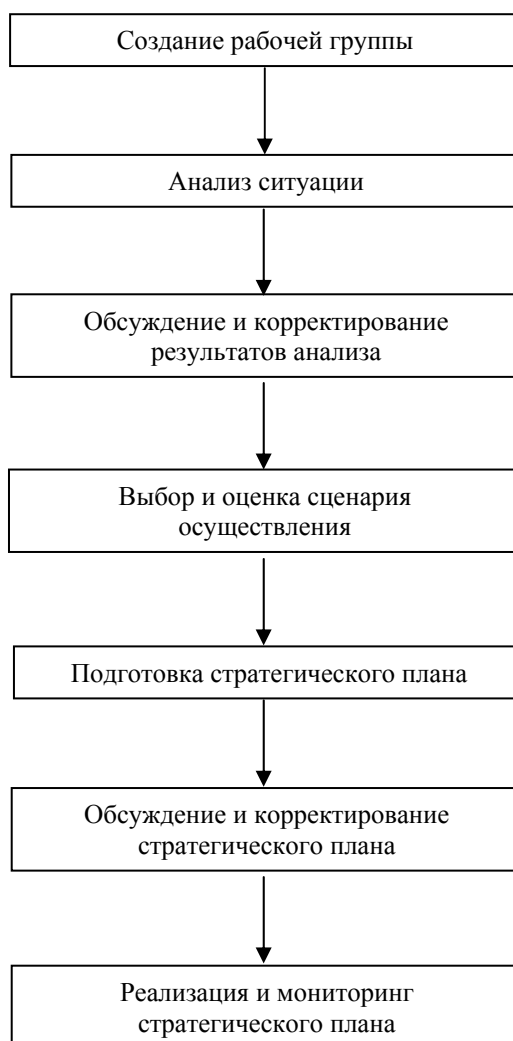 Создание рабочей группы
Анализ ситуации
Обсуждение и корректирование
результатов анализа
Выбор и оценка сценария
осуществления
Подготовка стратегического плана
Обсуждение и корректирование
стратегического плана
Реализация и мониторинг
стратегического плана